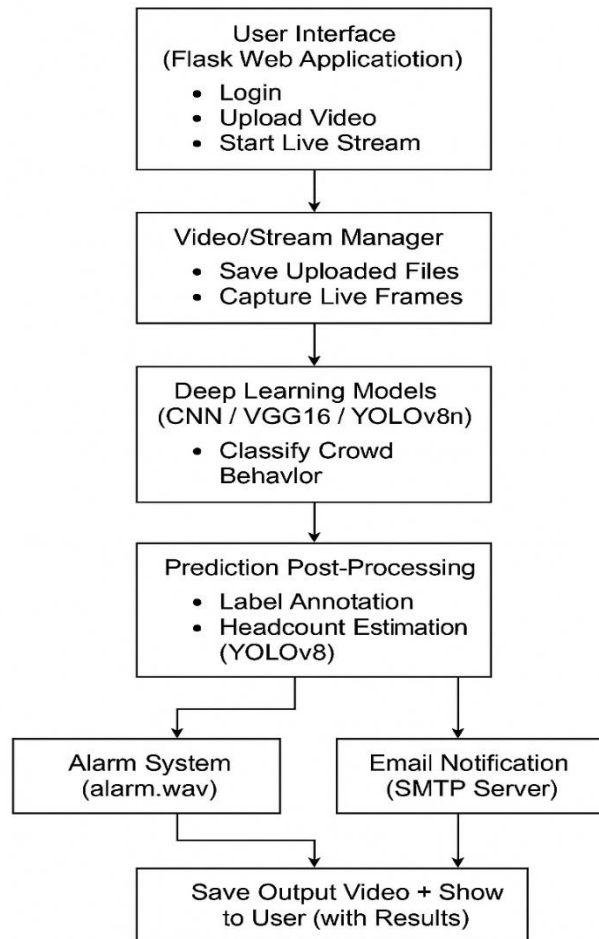 User Interface
(Flask Web Applicatiotion)
• Login
• Upload Video
• Start Live Stream
Video/Stream Manager
• Save Uploaded Files
• Capture Live Frames
Deep Learning Models
(CNN / VGG16 / YOLOv8n)
• Classify Crowd
Behavlor
Prediction Post-Processing
• Label Annotation
• Headcount Estimation
(YOLOv8)
Alarm System
(alarm.wav)
Email Notification
(SMTP Server)
Save Output Video + Show
to User (with Results)